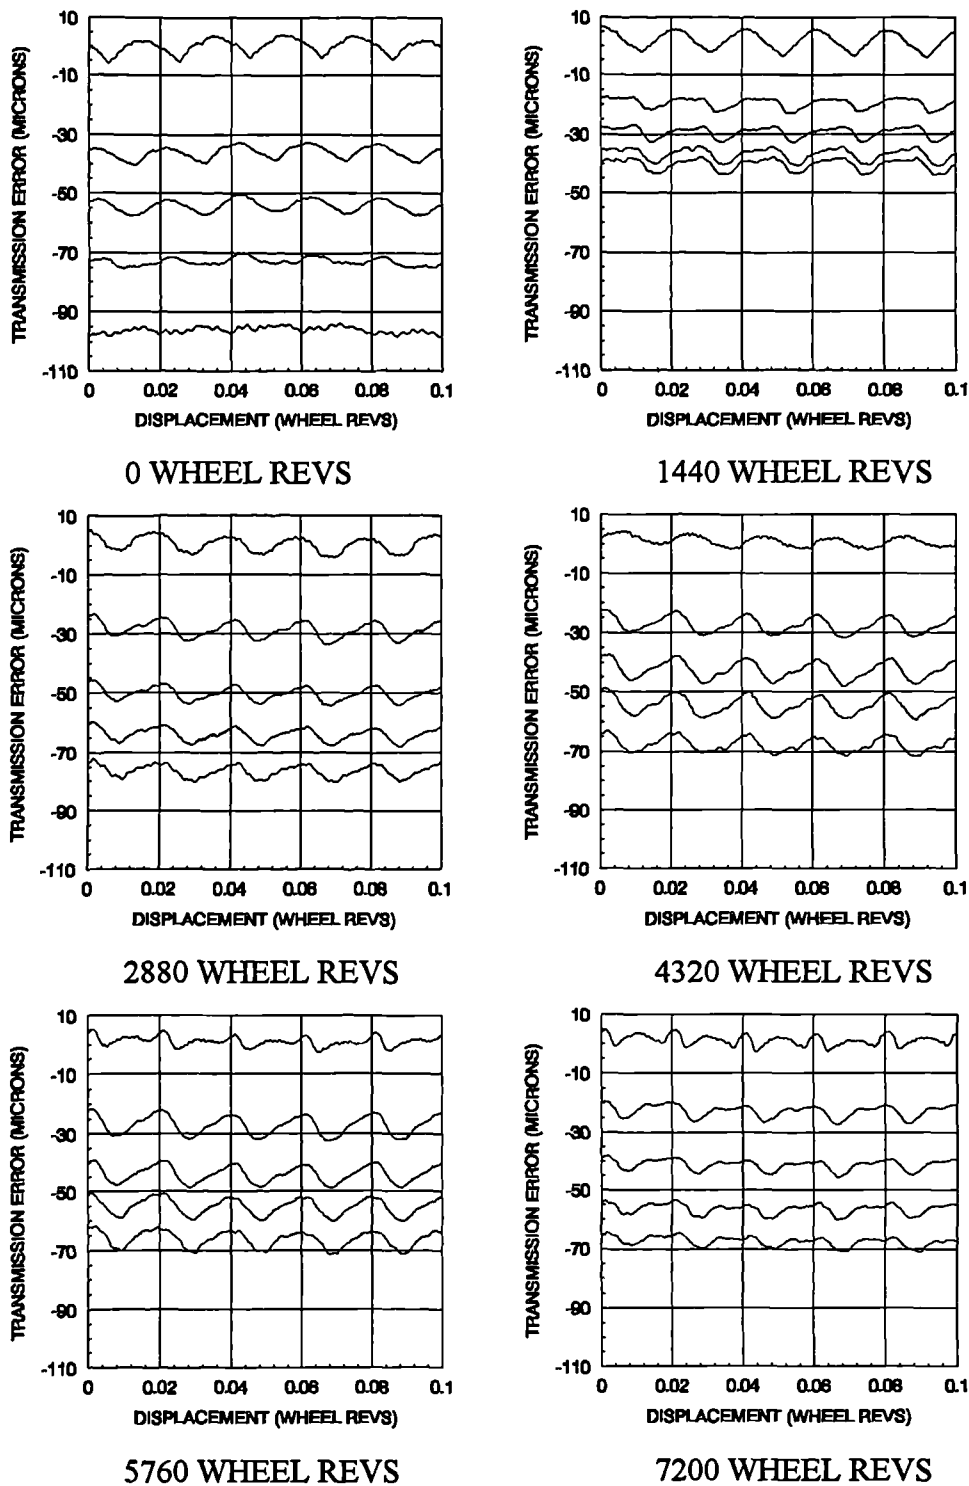 10
-10
-30
-50
-70
-90
-110
TRANSMISSION ERROR (MICRONS)
0 0.02 0.04 0.06 0.08 0.1
DISPLACEMENT (WHEEL REVS)
0 WHEEL REVS
10
-10
-30
-50
-70
-90
-110
TRANSMISSION ERROR (MICRONS)
0 0.02 0.04 0.06 0.08 0.1
DISPLACEMENT (WHEEL REVS)
1440 WHEEL REVS
10
-10
-30
-50
-70
-90
-110
TRANSMISSION ERROR (MICRONS)
0 0.02 0.04 0.06 0.08 0.1
DISPLACEMENT (WHEEL REVS)
2880 WHEEL REVS
10
-10
-30
-50
-70
-90
-110
TRANSMISSION ERROR (MICRONS)
0 0.02 0.04 0.06 0.08 0.1
DISPLACEMENT (WHEEL REVS)
4320 WHEEL REVS
10
-10
-30
-50
-70
-90
-110
TRANSMISSION ERROR (MICRONS)
0 0.02 0.04 0.06 0.08 0.1
DISPLACEMENT (WHEEL REVS)
5760 WHEEL REVS
10
-10
-30
-50
-70
-90
-110
TRANSMISSION ERROR (MICRONS)
0 0.02 0.04 0.06 0.08 0.1
DISPLACEMENT (WHEEL REVS)
7200 WHEEL REVS